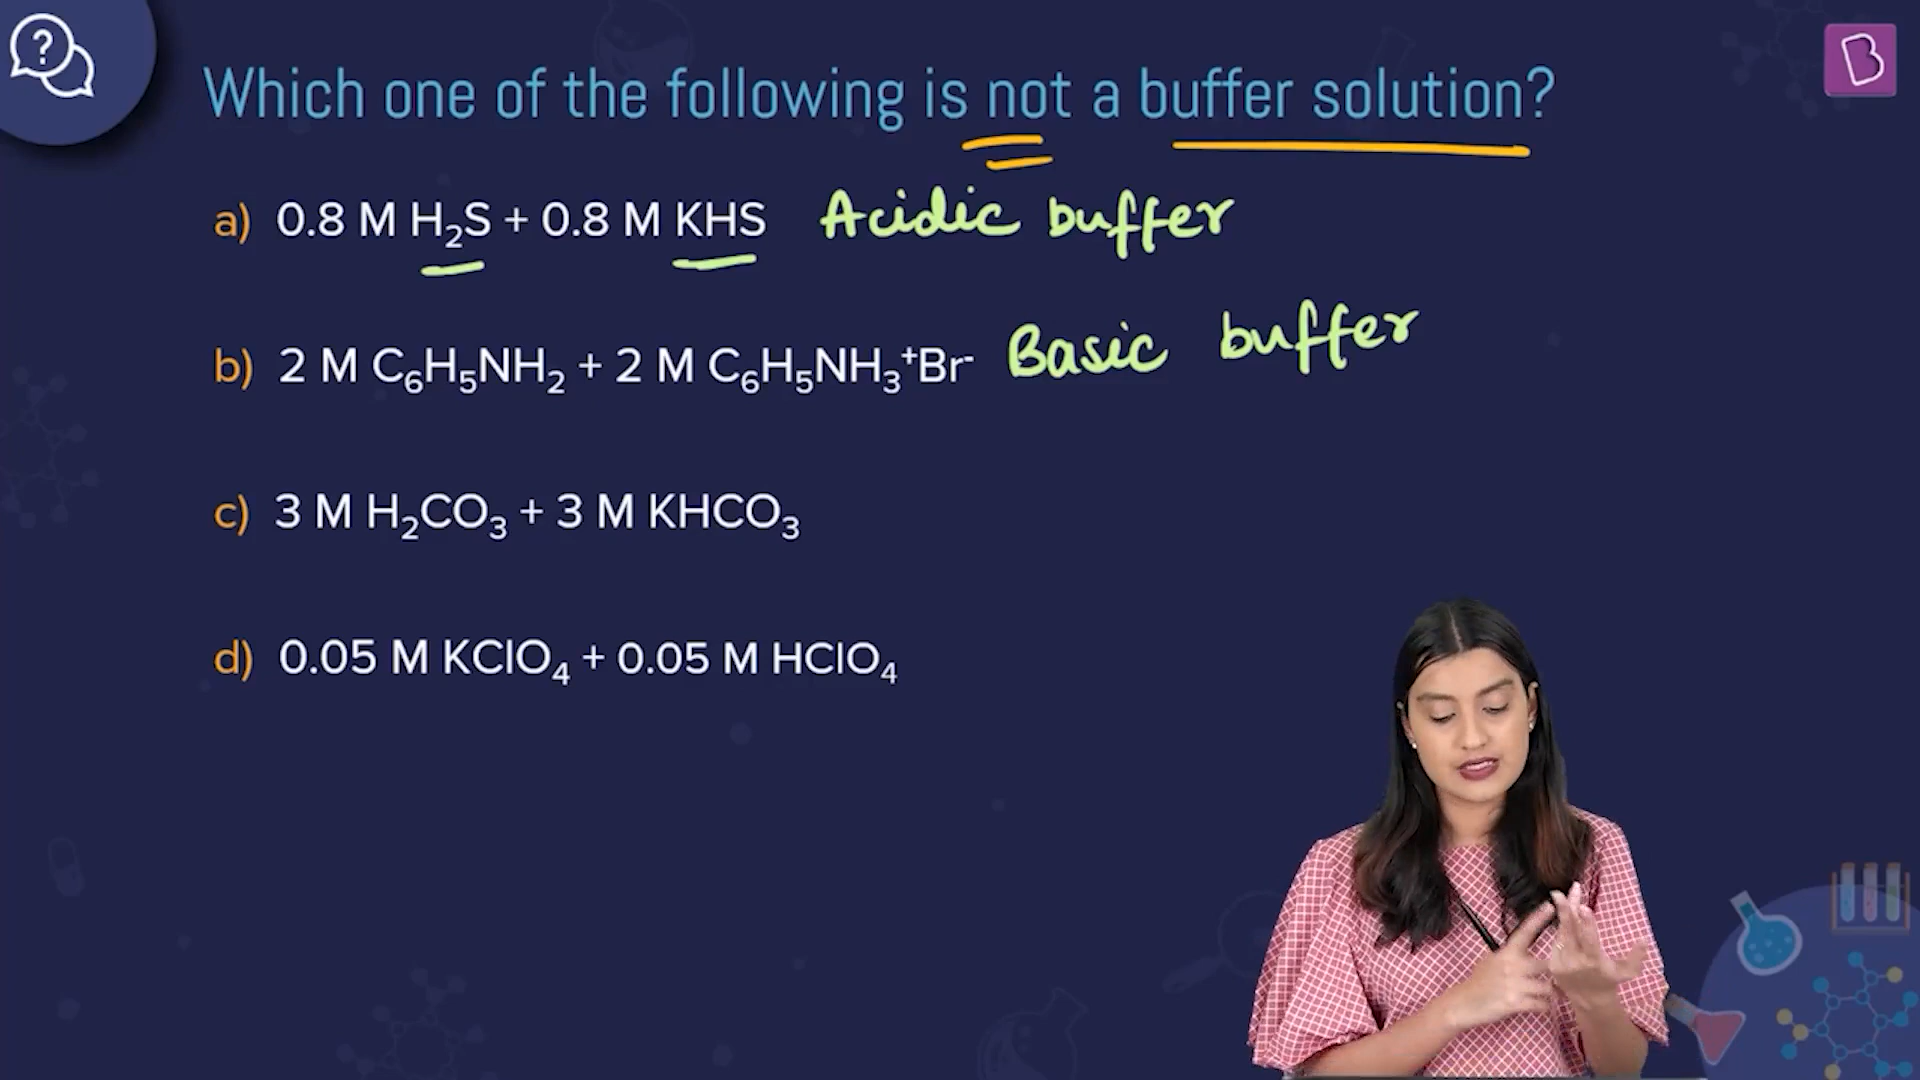 ?
B
Which one of the following is not a buffer solution?
a) 0.8 M H₂S + 0.8 M KHS Acidic buffer
b) 2 M C₆H₅NH₂ + 2 M C₆H₅NH₃⁺Br⁻ Basic buffer
c) 3 M H₂CO₃ + 3 M KHCO₃
d) 0.05 M KClO₄ + 0.05 M HClO₄